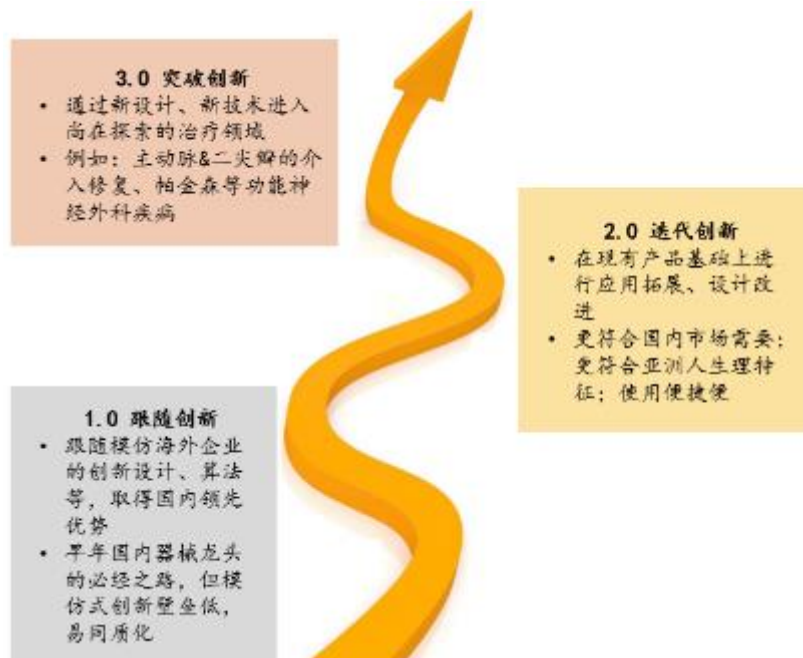 3.0 突破创新
• 通过新设计、新技术进入
尚在探索的治疗领域
• 例如：主动脉&二尖瓣的介
入修复、帕金森等功能神
经外科疾病
2.0 迭代创新
• 在现有产品基础上进
行应用拓展、设计改
进
• 更符合国内市场需要；
更符合亚洲人生理特
征；使用便捷便
1.0 跟随创新
• 跟随模仿海外企业
的创新设计、算法
等，取得国内领先
优势
• 早年国内器械龙头
的必经之路，但模
仿式创新壁垒低，
易同质化